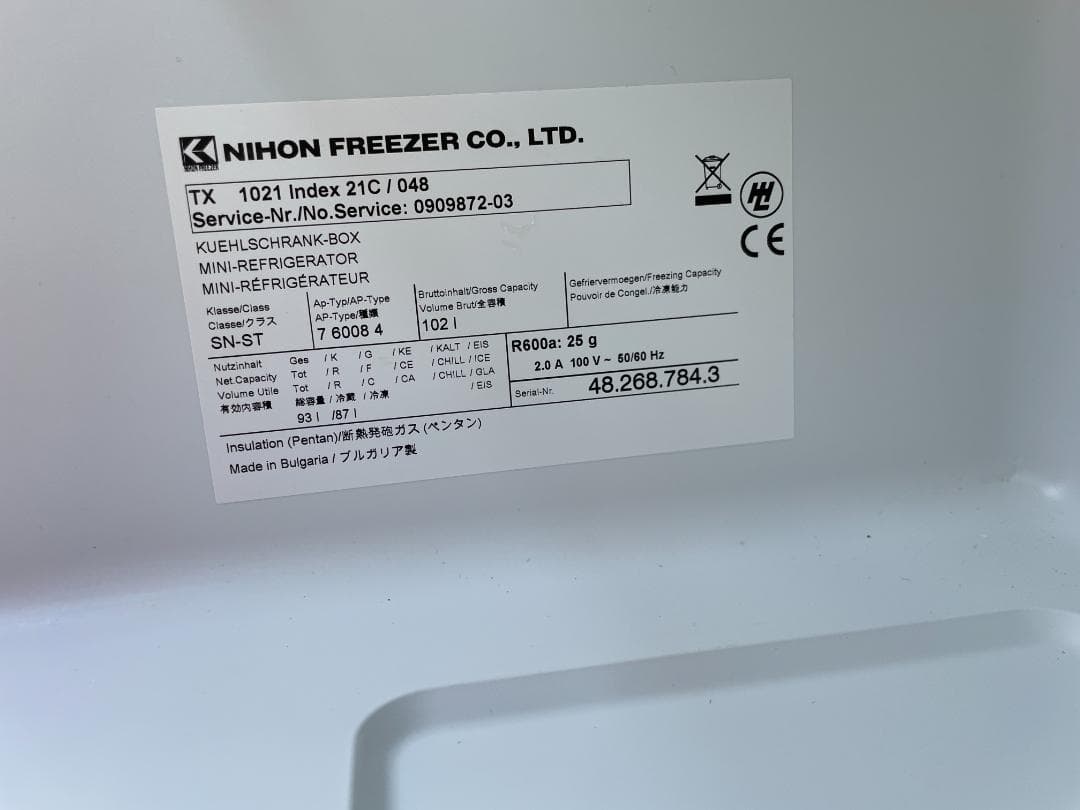 NIHON FREEZER
NIHON FREEZER CO., LTD.
TX 1021 Index 21C / 048
Service-Nr./No.Service: 0909872-03
KUEHLSCHRANK-BOX
MINI-REFRIGERATOR
MINI-RÉFRIGÉRATEUR
Klasse/Class
Classe/クラス
SN-ST
Ap-Typ/AP-Type
AP-Type/種類
7 6008 4
Bruttoinhalt/Gross Capacity
Volume Brut/全容積
102 l
Gefriervermoegen/Freezing Capacity
Pouvoir de Congel./冷凍能力
Nutzinhalt Ges / K / G / KE / KALT / EIS
Net.Capacity Tot / R / F / CE / CHILL / ICE
Volume Utile Tot / R / C / CA / CHILL / GLA
有効内容積 総容量 / 冷蔵 / 冷凍 / EIS
93 l /87 l
R600a: 25 g
2.0 A 100 V ~ 50/60 Hz
Serial-Nr. 48.268.784.3
Insulation (Pentan)/断熱発砲ガス (ペンタン)
Made in Bulgaria / ブルガリア製
CE